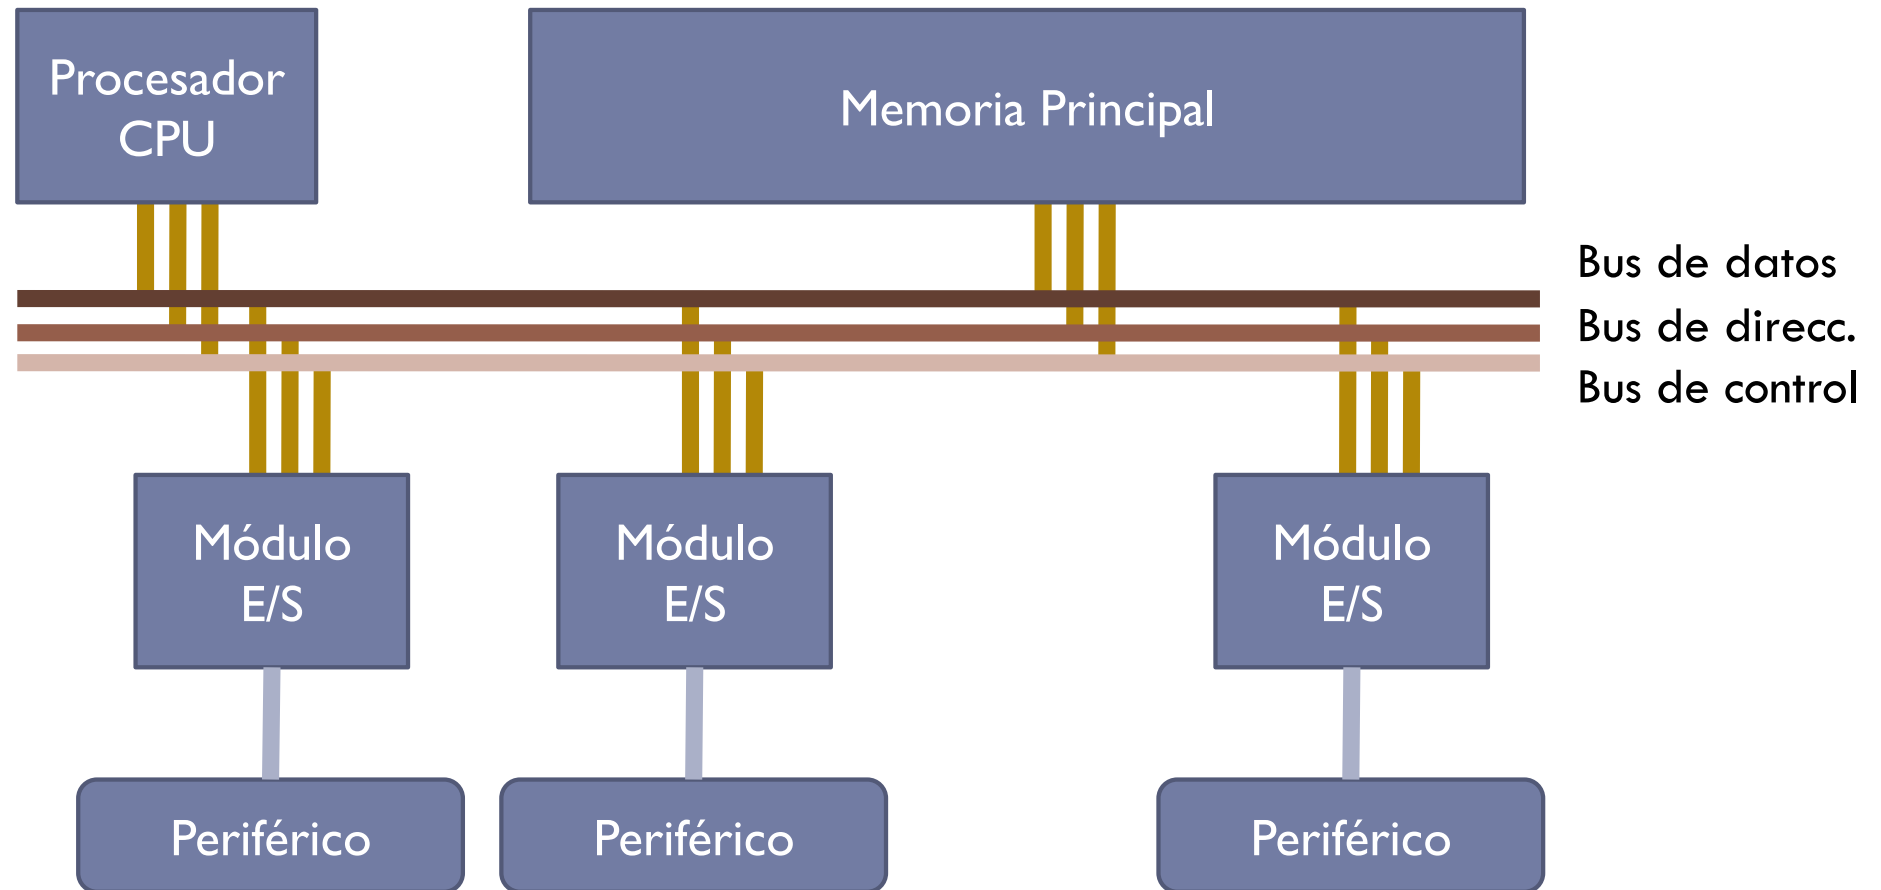 Procesador
CPU
Memoria Principal
Bus de datos
Bus de direcc.
Bus de control
Módulo
E/S
Módulo
E/S
Módulo
E/S
Periférico
Periférico
Periférico